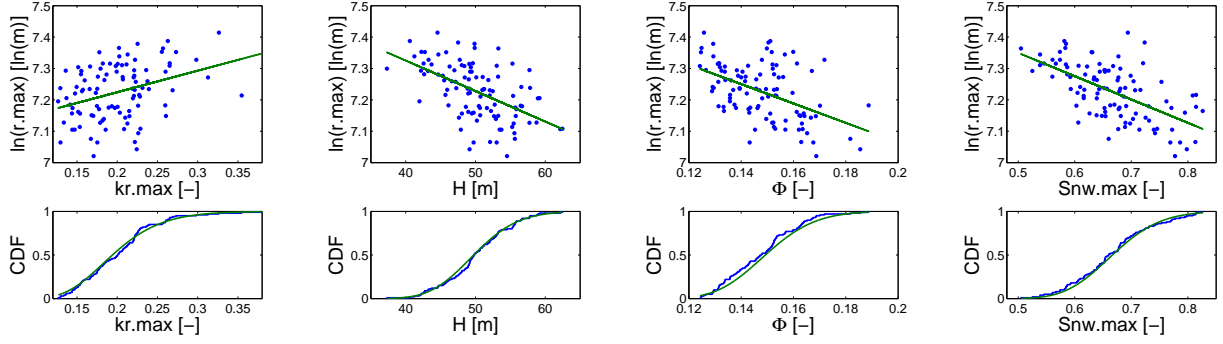 7.5 7.5 7.5 7.5
7.4 7.4 7.4 7.4
7.3 7.3 7.3 7.3
7.2 7.2 7.2 7.2
7.1 7.1 7.1 7.1
7 7 7 7
ln(r.max) [ln(m)] ln(r.max) [ln(m)] ln(r.max) [ln(m)] ln(r.max) [ln(m)]
0.15 0.2 0.25 0.3 0.35 40 50 60 0.12 0.14 0.16 0.18 0.2 0.5 0.6 0.7 0.8
kr.max [−] H [m] Φ [−] Snw.max [−]
1 1 1 1
0.5 0.5 0.5 0.5
0 0 0 0
CDF CDF CDF CDF
0.15 0.2 0.25 0.3 0.35 40 50 60 0.12 0.14 0.16 0.18 0.2 0.5 0.6 0.7 0.8
kr.max [−] H [m] Φ [−] Snw.max [−]